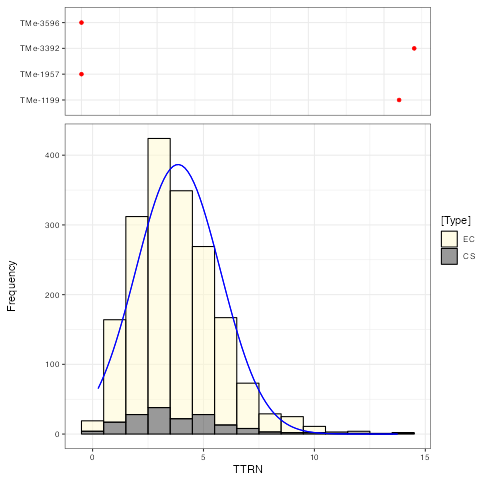 TMe-3596
TMe-3392
TMe-1957
TMe-1199
400
300
200
100
0
Frequency
0 5 10 15
TTRN
[Type]
EC
CS